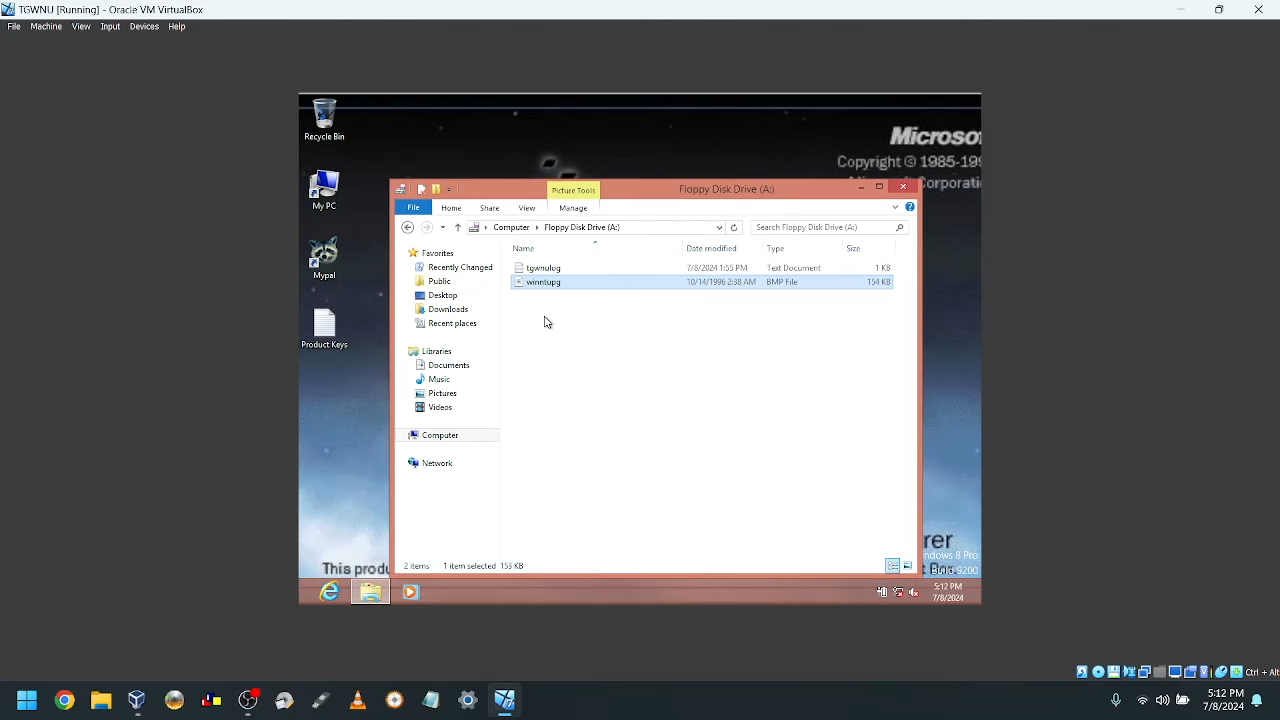 TGWNU [Running] - Oracle VM VirtualBox
File Machine View Input Devices Help
Recycle Bin
My PC
Mypal
Product Keys
Microso
Copyright © 1985-19
Corporati
Picture Tools
Floppy Disk Drive (A:)
File Home Share View Manage
Computer Floppy Disk Drive (A:)
Search Floppy Disk Drive (A:)
Name Date modified Type Size
tgwnulog 7/8/2024 1:55 PM Text Document 1 KB
winntupg 10/14/1996 2:38 AM BMP File 154 KB
Favorites
Recently Changed
Public
Desktop
Downloads
Recent places
Libraries
Documents
Music
Pictures
Videos
Computer
Network
2 items 1 item selected 153 KB
This produ
rer
ndows 8 Pro
Build 9200
5:12 PM
7/8/2024
Ctrl + Alt
5:12 PM
7/8/2024